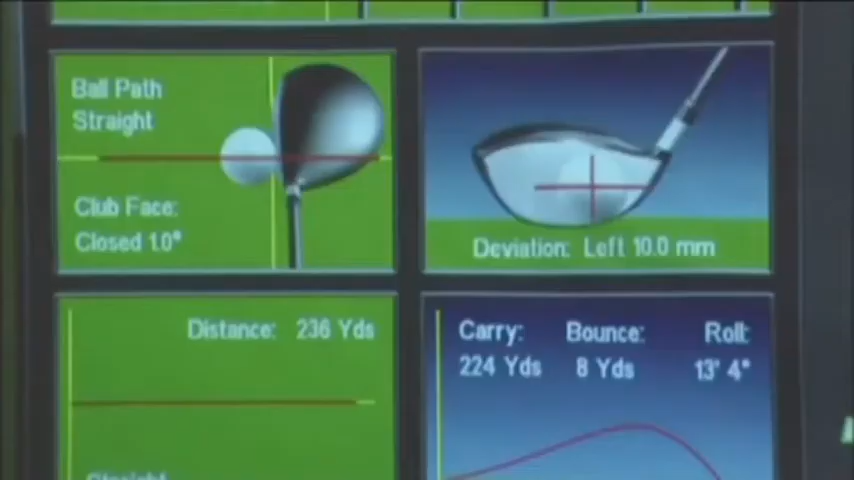 Ball Path
Straight
Club Face:
Closed 1.0°
Deviation: Left 10.0 mm
Distance: 236 Yds
Carry: Bounce: Roll:
224 Yds 8 Yds 13' 4"
Straight